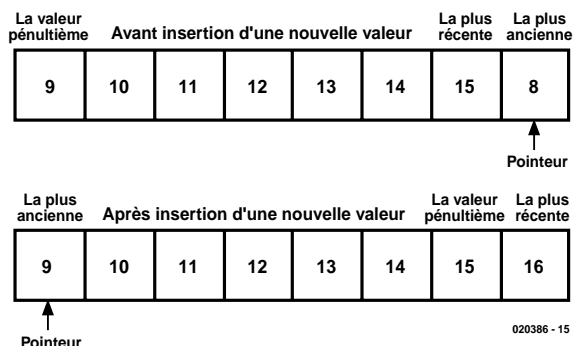 La valeur pénultième
Avant insertion d'une nouvelle valeur
La plus récente
La plus ancienne
9 10 11 12 13 14 15 8
Pointeur
La plus ancienne
Après insertion d'une nouvelle valeur
La valeur pénultième
La plus récente
9 10 11 12 13 14 15 16
Pointeur
020386 - 15